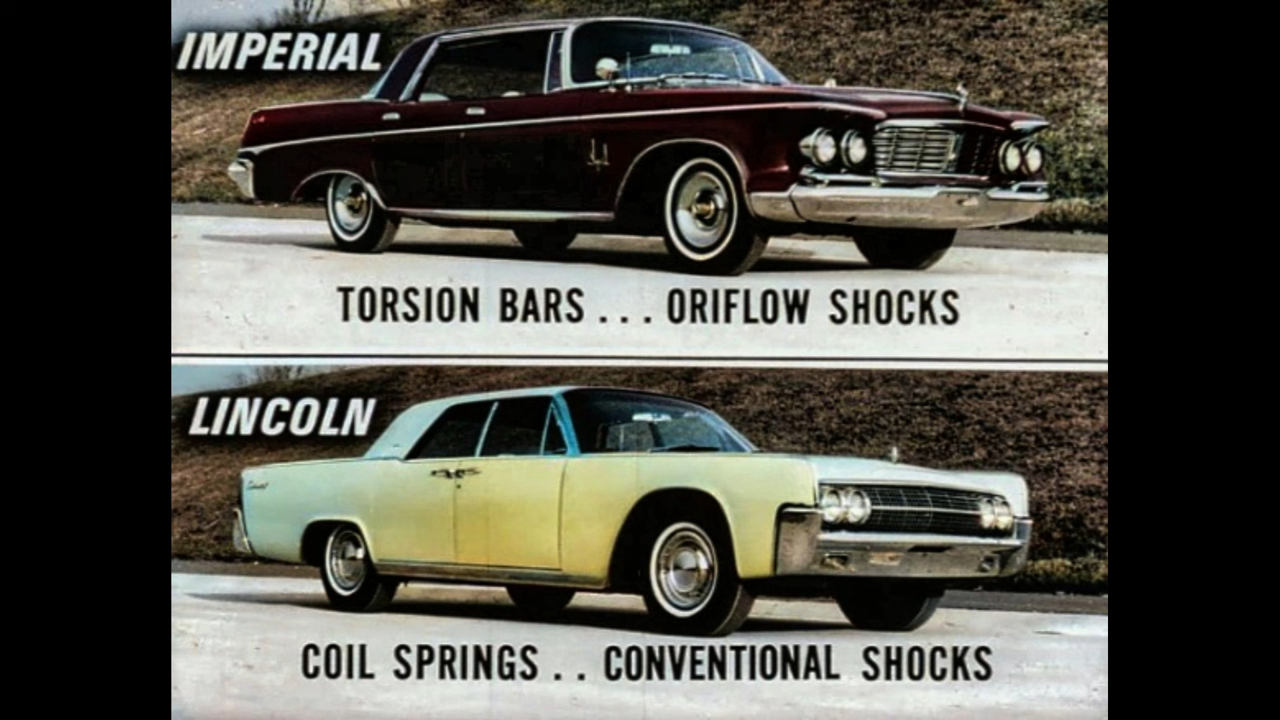 IMPERIAL
TORSION BARS... ORIFLOW SHOCKS
LINCOLN
COIL SPRINGS.. CONVENTIONAL SHOCKS